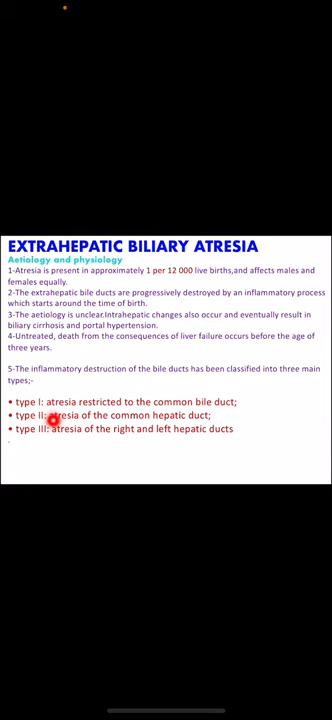 EXTRAHEPATIC BILIARY ATRESIA
Aetiology and physiology
1-Atresia is present in approximately 1 per 12 000 live births,and affects males and
females equally.
2-The extrahepatic bile ducts are progressively destroyed by an inflammatory process
which starts around the time of birth.
3-The aetiology is unclear.Intrahepatic changes also occur and eventually result in
biliary cirrhosis and portal hypertension.
4-Untreated, death from the consequences of liver failure occurs before the age of
three years.
5-The inflammatory destruction of the bile ducts has been classified into three main
types;-
• type I: atresia restricted to the common bile duct;
• type II: atresia of the common hepatic duct;
• type III: atresia of the right and left hepatic ducts
.